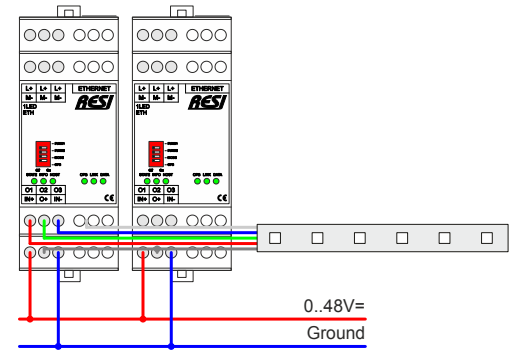 L+ L+ L+ ETHERNET
M- M- M- RESI
1LED
ETH
O1 O2 O3
IN+ O+ IN- CE
L+ L+ L+ ETHERNET
M- M- M- RESI
1LED
ETH
O1 O2 O3
IN+ O+ IN- CE
0..48V=
Ground